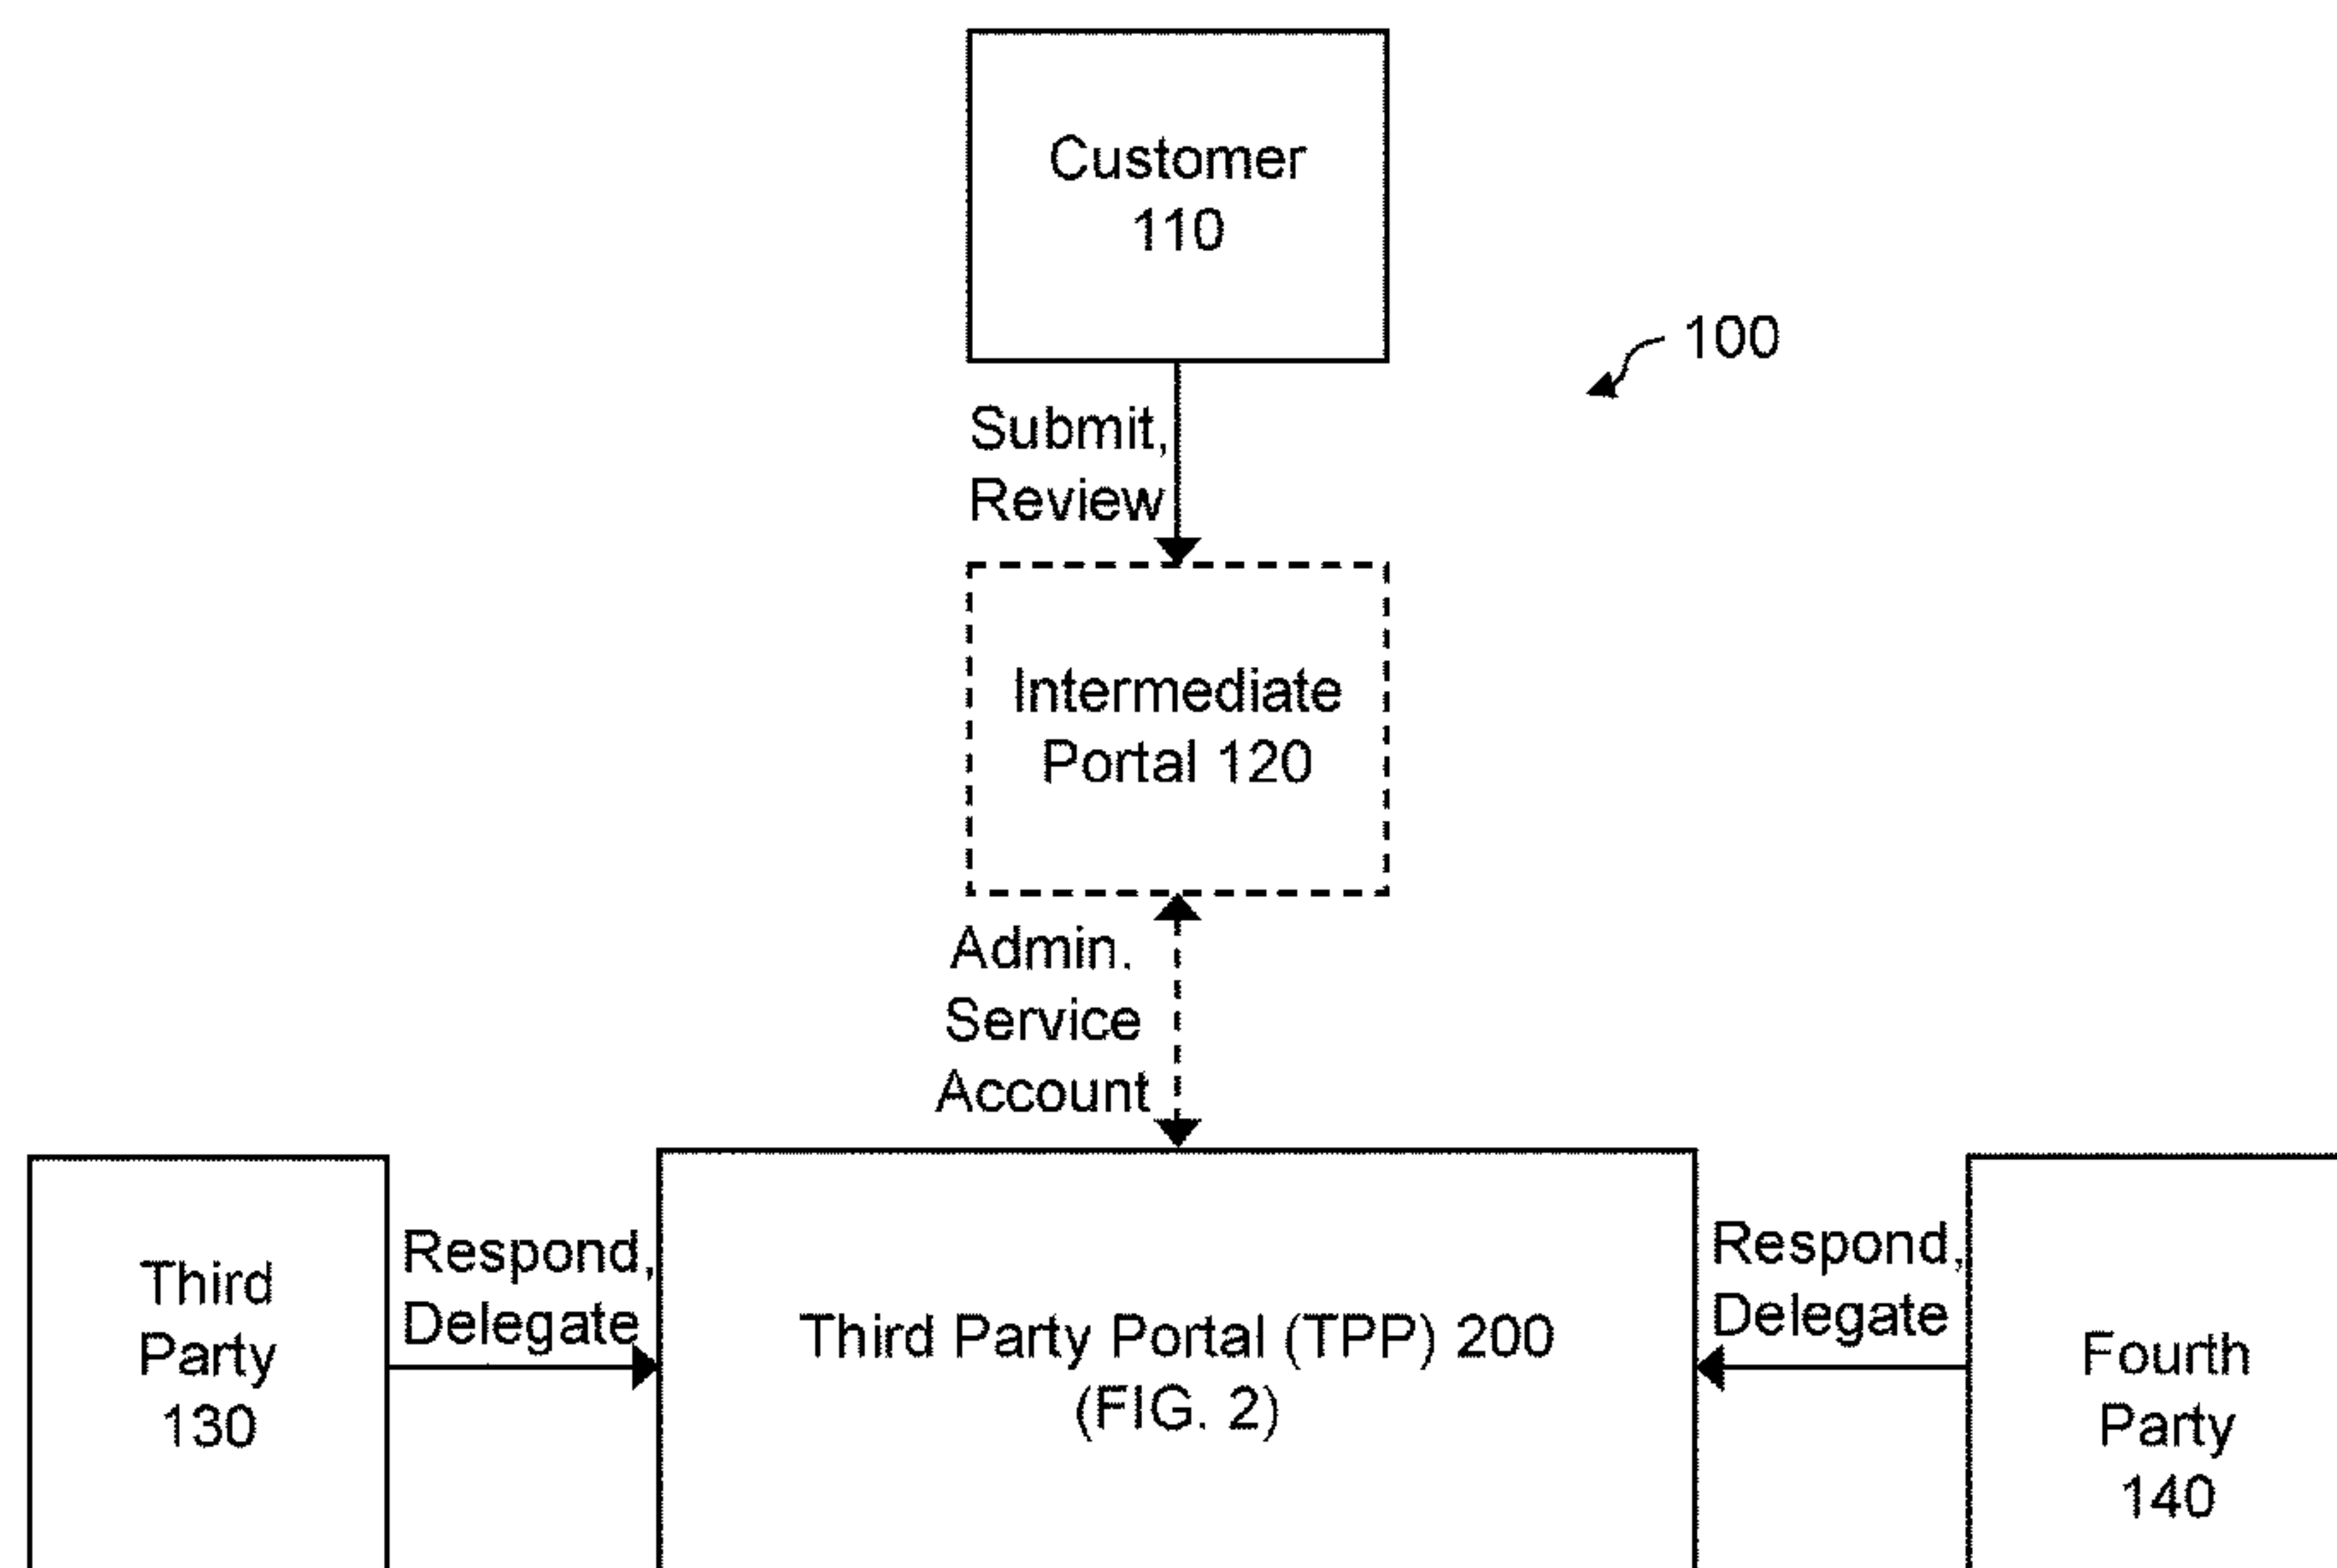 Customer
110
100
Submit,
Review
Intermediate
Portal 120
Admin.
Service
Account
Third
Party
130
Respond,
Delegate
Third Party Portal (TPP) 200
(FIG. 2)
Respond,
Delegate
Fourth
Party
140